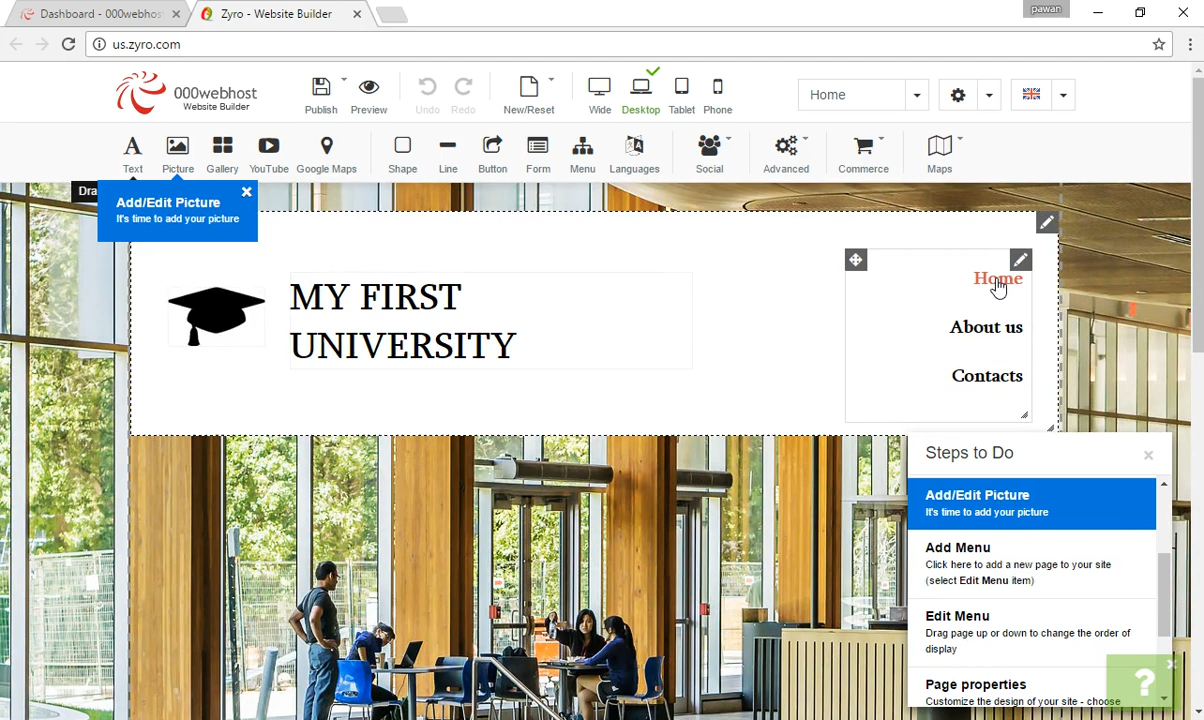 Dashboard - 000webhos
Zyro - Website Builder
pawan
us.zyro.com
000webhost
Website Builder
Publish
Preview
Undo
Redo
New/Reset
Wide
Desktop
Tablet
Phone
Home
Text
Picture
Gallery
YouTube
Google Maps
Shape
Line
Button
Form
Menu
Languages
Social
Advanced
Commerce
Maps
Dra
Add/Edit Picture
It's time to add your picture
MY FIRST
UNIVERSITY
Home
About us
Contacts
Steps to Do
Add/Edit Picture
It's time to add your picture
Add Menu
Click here to add a new page to your site
(select Edit Menu item)
Edit Menu
Drag page up or down to change the order of
display
Page properties
Customize the design of your site - choose
?